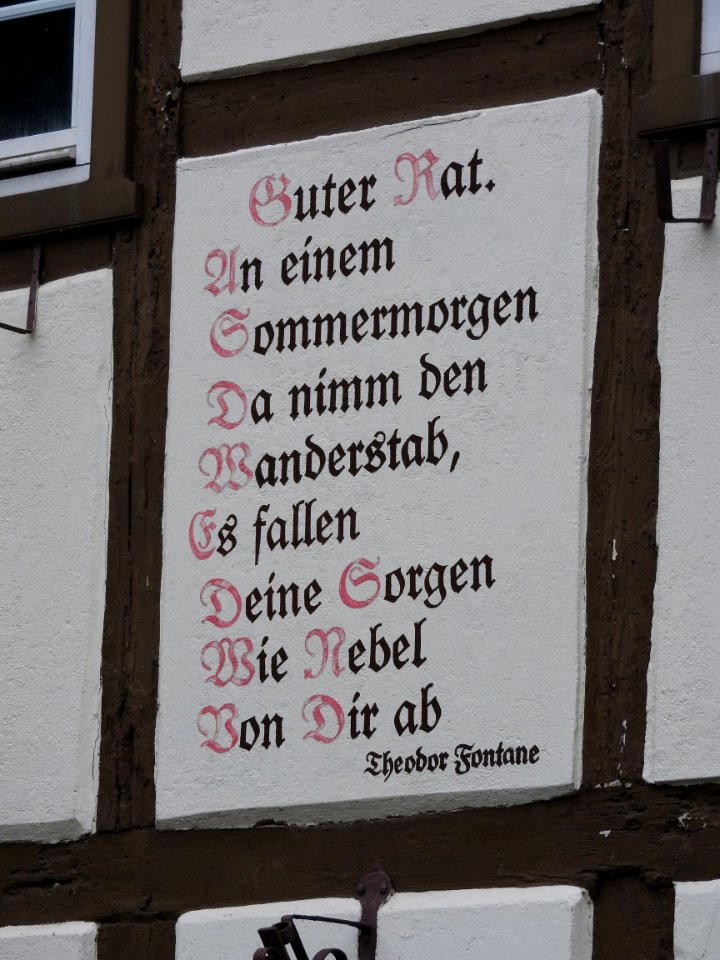 Guter Rat.
An einem
Sommermorgen
Da nimm den
Wanderstab,
Es fallen
Deine Sorgen
Wie Nebel
Von Dir ab
Theodor Fontane